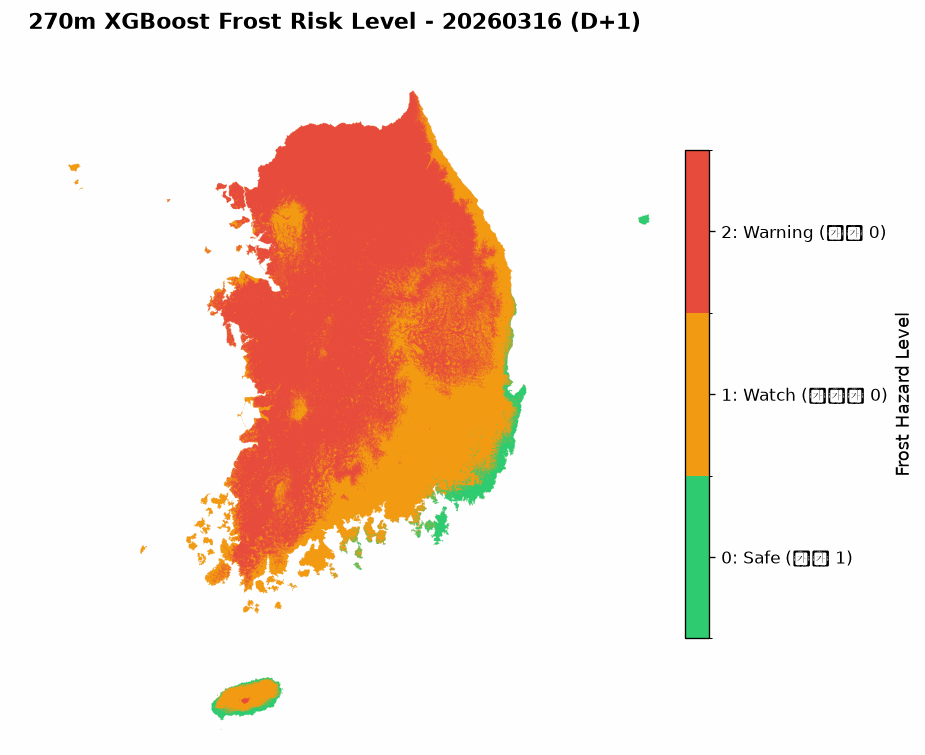 270m XGBoost Frost Risk Level - 20260316 (D+1)
2: Warning ( 0)
1: Watch ( 0)
0: Safe ( 1)
Frost Hazard Level